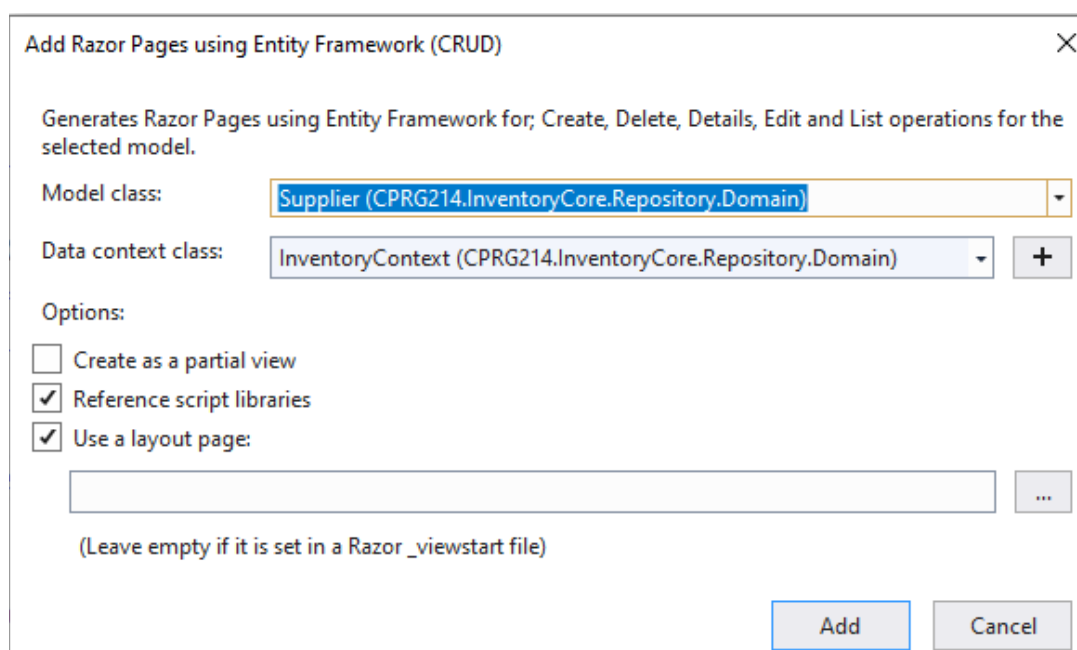 Add Razor Pages using Entity Framework (CRUD)
Generates Razor Pages using Entity Framework for; Create, Delete, Details, Edit and List operations for the
selected model.
Model class:
Supplier (CPRG214.InventoryCore.Repository.Domain)
Data context class:
InventoryContext (CPRG214.InventoryCore.Repository.Domain)
+
Options:
Create as a partial view
Reference script libraries
Use a layout page:
...
(Leave empty if it is set in a Razor _viewstart file)
Add
Cancel